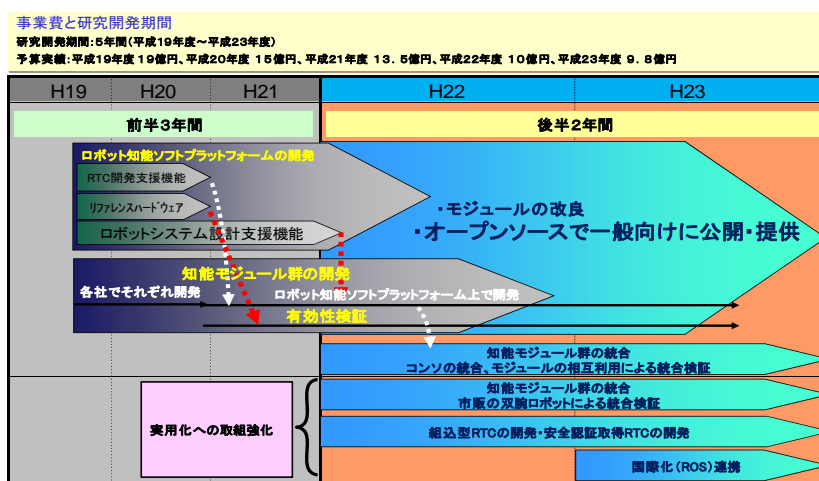 事業費と研究開発期間
研究開発期間:5年間(平成19年度～平成23年度)
予算実績:平成19年度 19億円、平成20年度 15億円、平成21年度 13．5億円、平成22年度 10億円、平成23年度 9．8億円
H19 H20 H21 H22 H23
前半3年間 後半2年間
ロボット知能ソフトプラットフォームの開発
RTC開発支援機能
リファレンスハードウェア
ロボットシステム設計支援機能
・モジュールの改良
・オープンソースで一般向けに公開・提供
知能モジュール群の開発
各社でそれぞれ開発 ロボット知能ソフトプラットフォーム上で開発
有効性検証
知能モジュール群の統合
コンソの統合、モジュールの相互利用による統合検証
知能モジュール群の統合
市販の双腕ロボットによる統合検証
実用化への取組強化
組込型RTCの開発・安全認証取得RTCの開発
国際化(ROS)連携